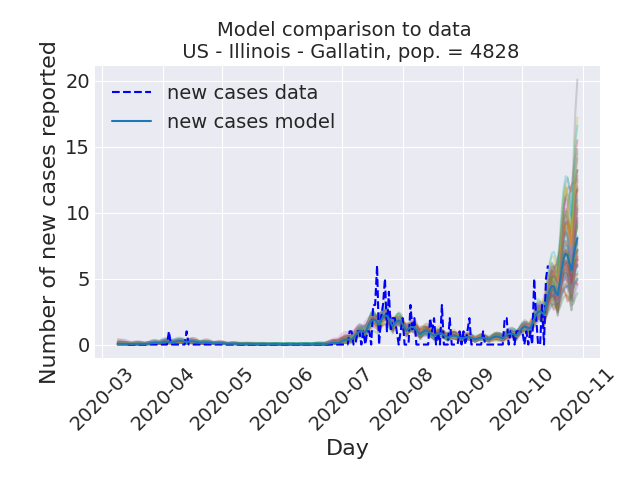 Model comparison to data
US - Illinois - Gallatin, pop. = 4828
new cases data
new cases model
Number of new cases reported
20
15
10
5
0
2020-03
2020-04
2020-05
2020-06
2020-07
2020-08
2020-09
2020-10
2020-11
Day